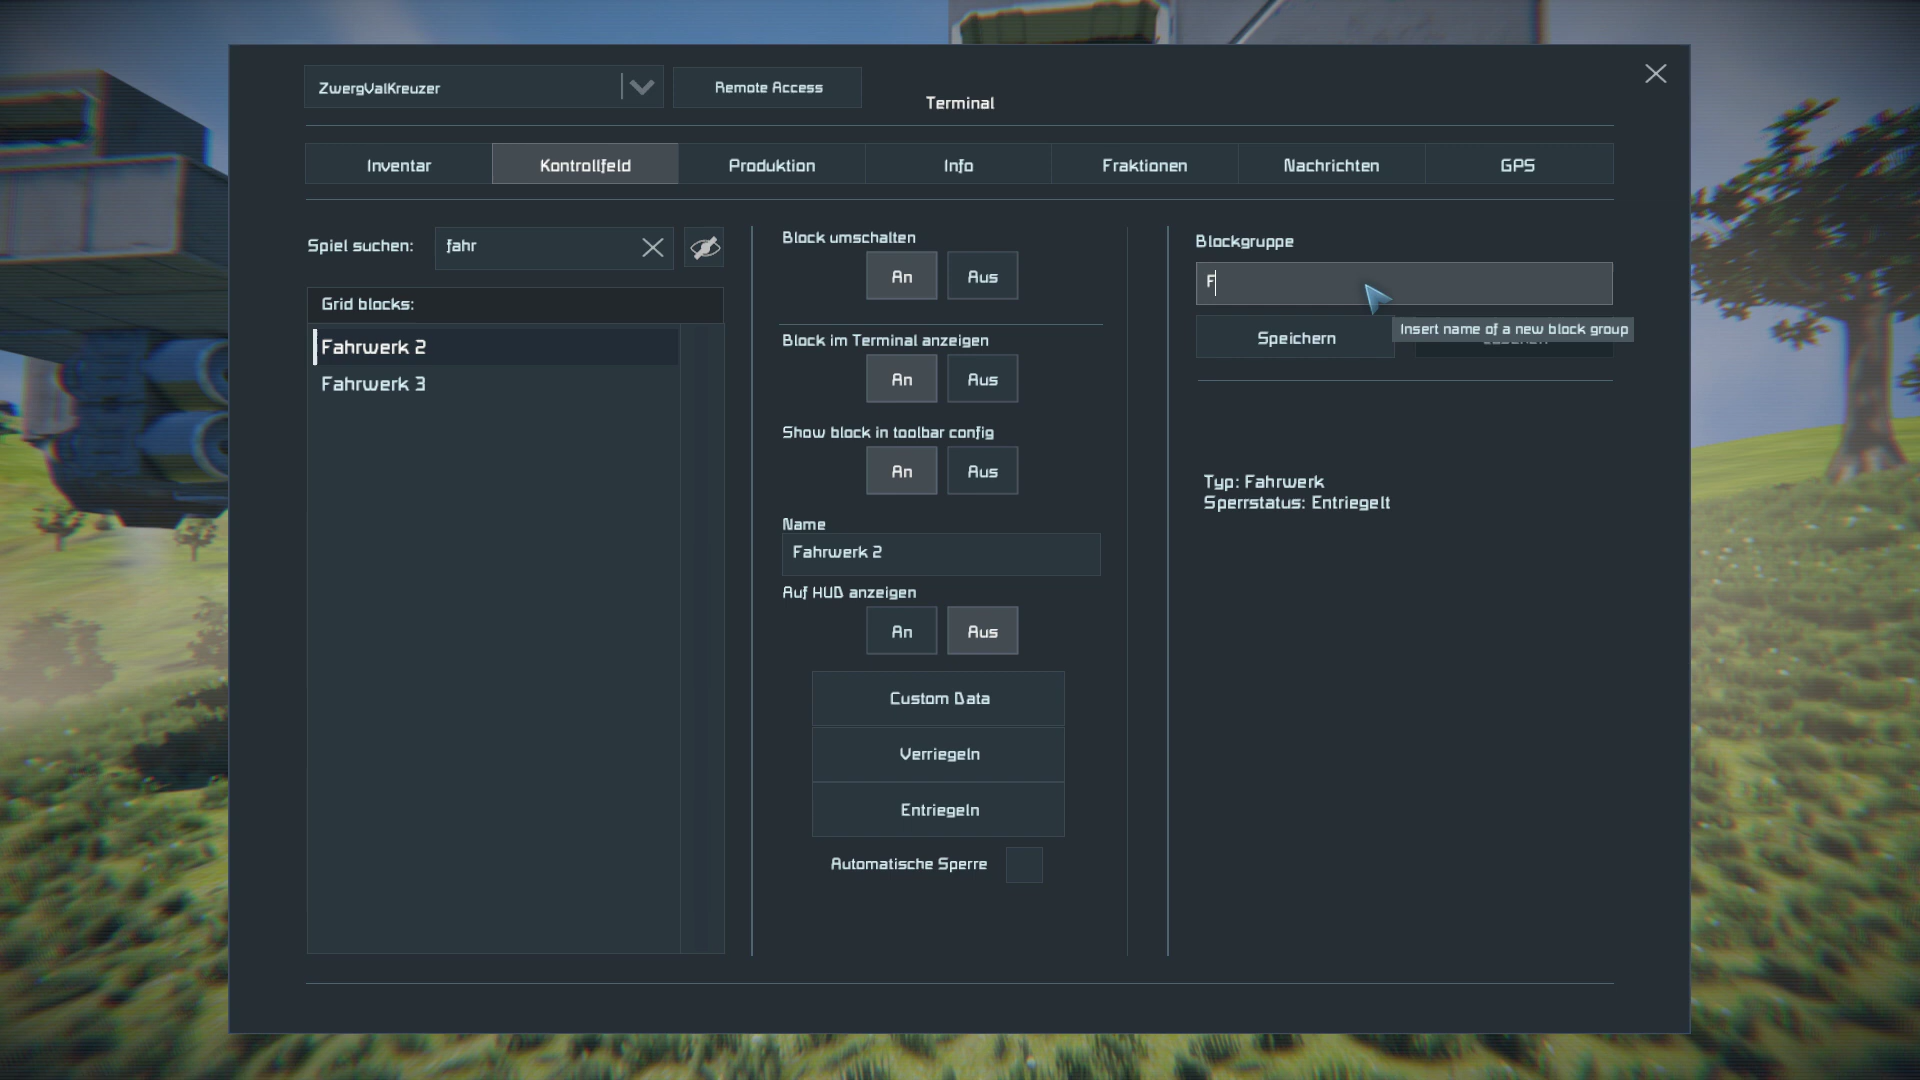 ZwergValKreuzer
Remote Access
Terminal
Inventar
Kontrollfeld
Produktion
Info
Fraktionen
Nachrichten
GPS
Spiel suchen:
fahr
Grid blocks:
Fahrwerk 2
Fahrwerk 3
Block umschalten
An
Aus
Block im Terminal anzeigen
An
Aus
Show block in toolbar config
An
Aus
Name
Fahrwerk 2
Auf HUD anzeigen
An
Aus
Custom Data
Verriegeln
Entriegeln
Automatische Sperre
Blockgruppe
F
Speichern
Insert name of a new block group
Typ: Fahrwerk
Sperrstatus: Entriegelt